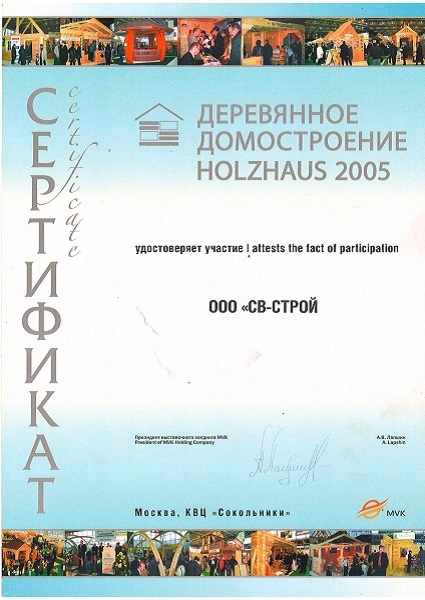 СЕРТИФИКАТ
certificate
ДЕРЕВЯННОЕ
ДОМОСТРОЕНИЕ
HOLZHAUS 2005
удостоверяет участие | attests the fact of participation
ООО «СВ-СТРОЙ
Президент выставочного холдинга MVK
President of MVK Holding Company
А.В. Лапшин
A. Lapshin
MVK
Москва, КВЦ «Сокольники»